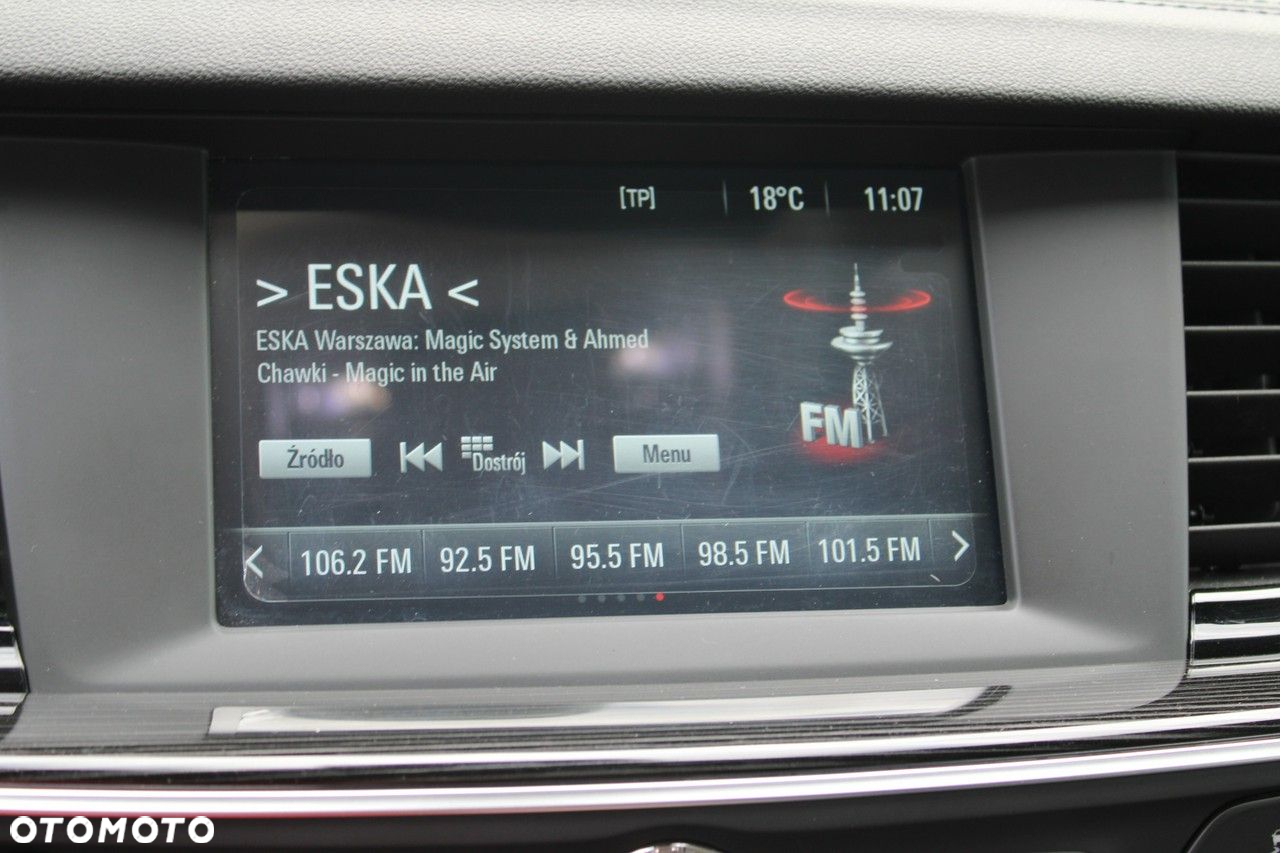 [TP] 18°C 11:07
> ESKA <
ESKA Warszawa: Magic System & Ahmed
Chawki - Magic in the Air
Źródło Dostrój Menu
FM
106.2 FM 92.5 FM 95.5 FM 98.5 FM 101.5 FM
OTOMOTO